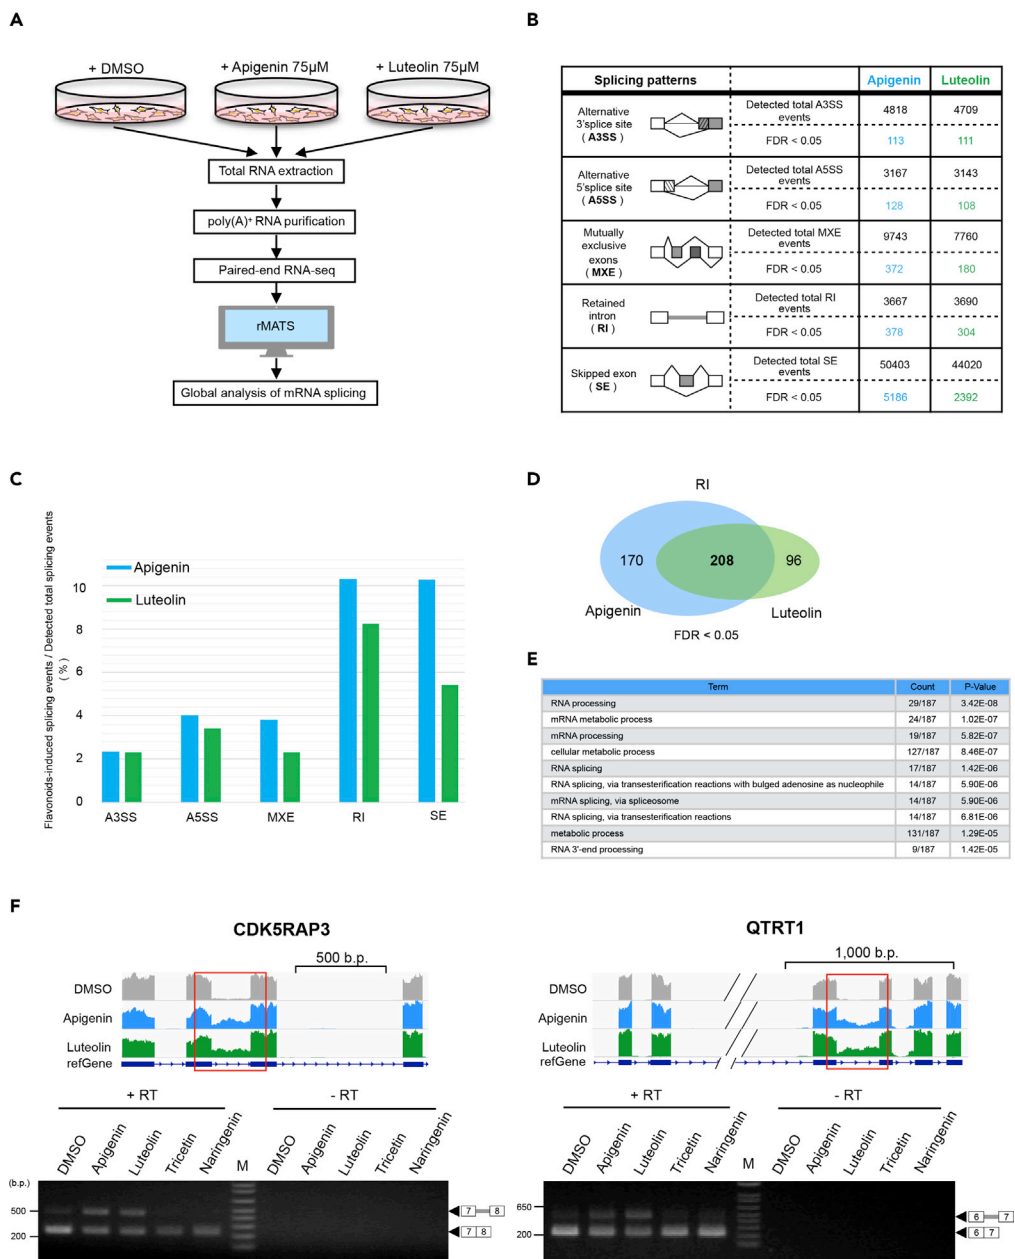 A
+ DMSO
+ Apigenin 75µM
+ Luteolin 75µM
Total RNA extraction
poly(A)⁺ RNA purification
Paired-end RNA-seq
rMATS
Global analysis of mRNA splicing
B
Splicing patterns Apigenin Luteolin
Alternative
3'splice site
( A3SS )
Detected total A3SS
events
4818 4709
FDR < 0.05 113 111
Alternative
5'splice site
( A5SS )
Detected total A5SS
events
3167 3143
FDR < 0.05 128 108
Mutually
exclusive
exons
( MXE )
Detected total MXE
events
9743 7760
FDR < 0.05 372 180
Retained
intron
( RI )
Detected total RI
events
3667 3690
FDR < 0.05 378 304
Skipped exon
( SE )
Detected total SE
events
50403 44020
FDR < 0.05 5186 2392
C
Flavonoids-induced splicing events / Detected total splicing events
( % )
Apigenin
Luteolin
10
8
6
4
2
0
A3SS A5SS MXE RI SE
D
RI
170 208 96
Apigenin
Luteolin
FDR < 0.05
E
Term Count P-Value
RNA processing 29/187 3.42E-08
mRNA metabolic process 24/187 1.02E-07
mRNA processing 19/187 5.82E-07
cellular metabolic process 127/187 8.46E-07
RNA splicing 17/187 1.42E-06
RNA splicing, via transesterification reactions with bulged adenosine as nucleophile 14/187 5.90E-06
mRNA splicing, via spliceosome 14/187 5.90E-06
RNA splicing, via transesterification reactions 14/187 6.81E-06
metabolic process 131/187 1.29E-05
RNA 3'-end processing 9/187 1.42E-05
F
CDK5RAP3
500 b.p.
DMSO
Apigenin
Luteolin
refGene
+ RT - RT
DMSO Apigenin Luteolin Tricetin Naringenin M DMSO Apigenin Luteolin Tricetin Naringenin
(b.p.)
500
200
7 8
7 8
QTRT1
1,000 b.p.
DMSO
Apigenin
Luteolin
refGene
+ RT - RT
DMSO Apigenin Luteolin Tricetin Naringenin M DMSO Apigenin Luteolin Tricetin Naringenin
650
200
6 7
6 7